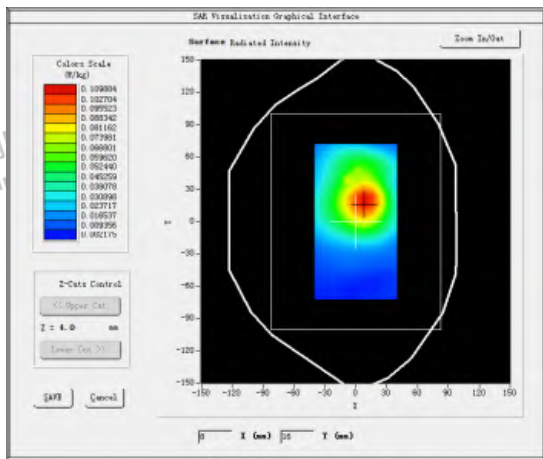 SAR Visualisation Graphical Interface
Surface Radiated Intensity
Zoom In/Out
Colors Scale
(W/kg)
0.109884
0.102704
0.095523
0.088342
0.081162
0.073981
0.066801
0.059620
0.052440
0.045259
0.038078
0.030898
0.023717
0.016537
0.009356
0.002175
150
120
90
60
30
0
-30
-60
-90
-120
-150
Y
-150 -120 -90 -60 -30 0 30 60 90 120 150
X
Z-Cuts Control
<< Upper Cut
Z = 4.0 mm
Lower Cut >>
SAVE Cancel
8 X (mm) 16 Y (mm)